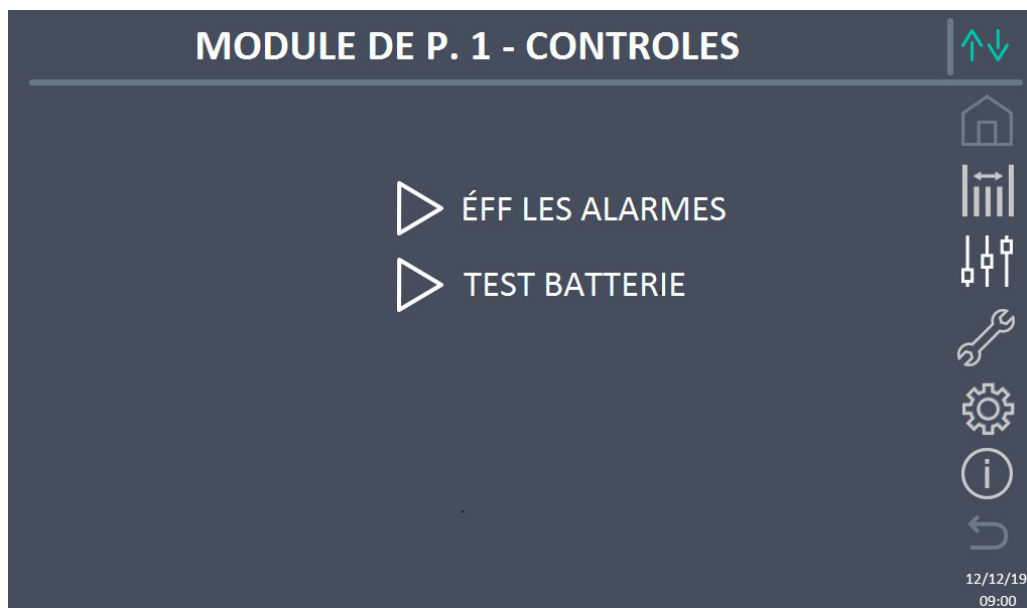 MODULE DE P. 1 - CONTROLES
ÉFF LES ALARMES
TEST BATTERIE
12/12/19
09:00